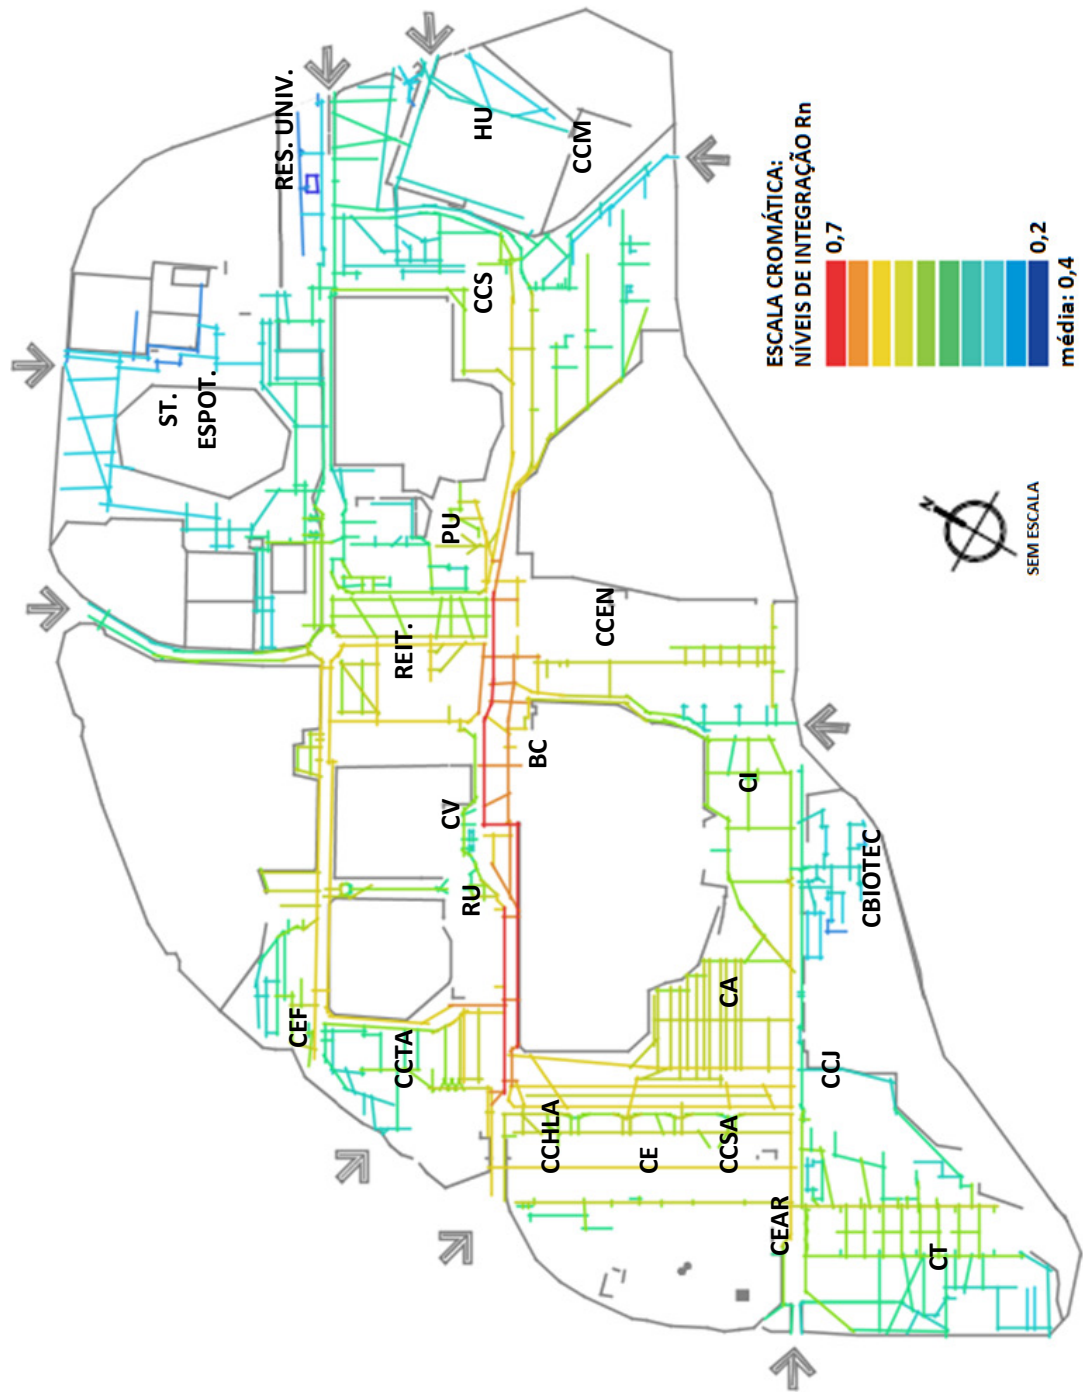 RES. UNIV.
HU
CCM
ST.
ESPOT.
CCS
PU
REIT.
CCEN
BC
CV
RU
CI
CBIOTEC
CEF
CCTA
CA
CCJ
CCHLA
CE
CCSA
CEAR
CT
ESCALA CROMÁTICA:
NÍVEIS DE INTEGRAÇÃO Rn
0,7
0,2
média: 0,4
N
SEM ESCALA